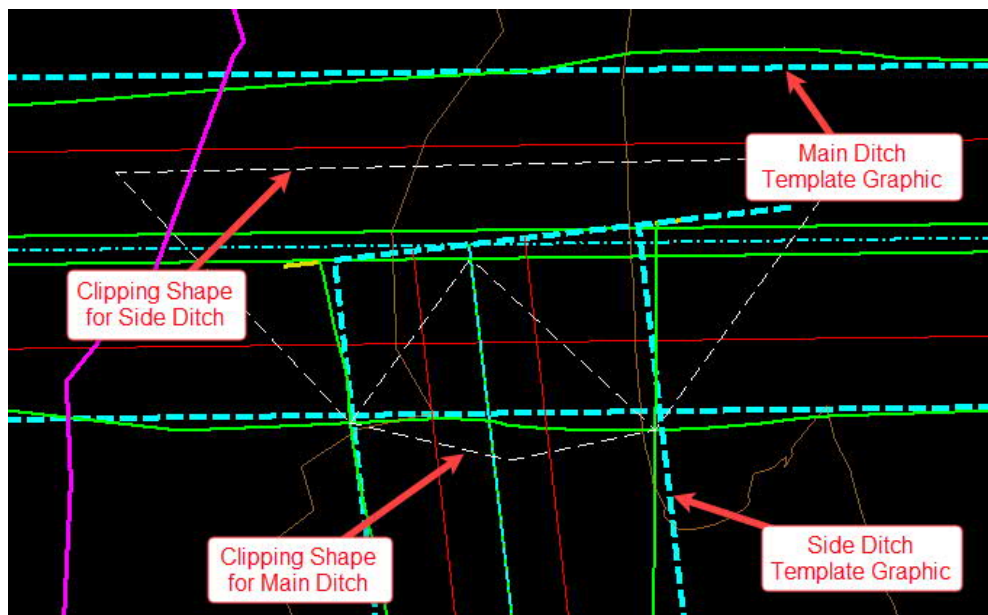 Main Ditch
Template Graphic
Clipping Shape
for Side Ditch
Clipping Shape
for Main Ditch
Side Ditch
Template Graphic